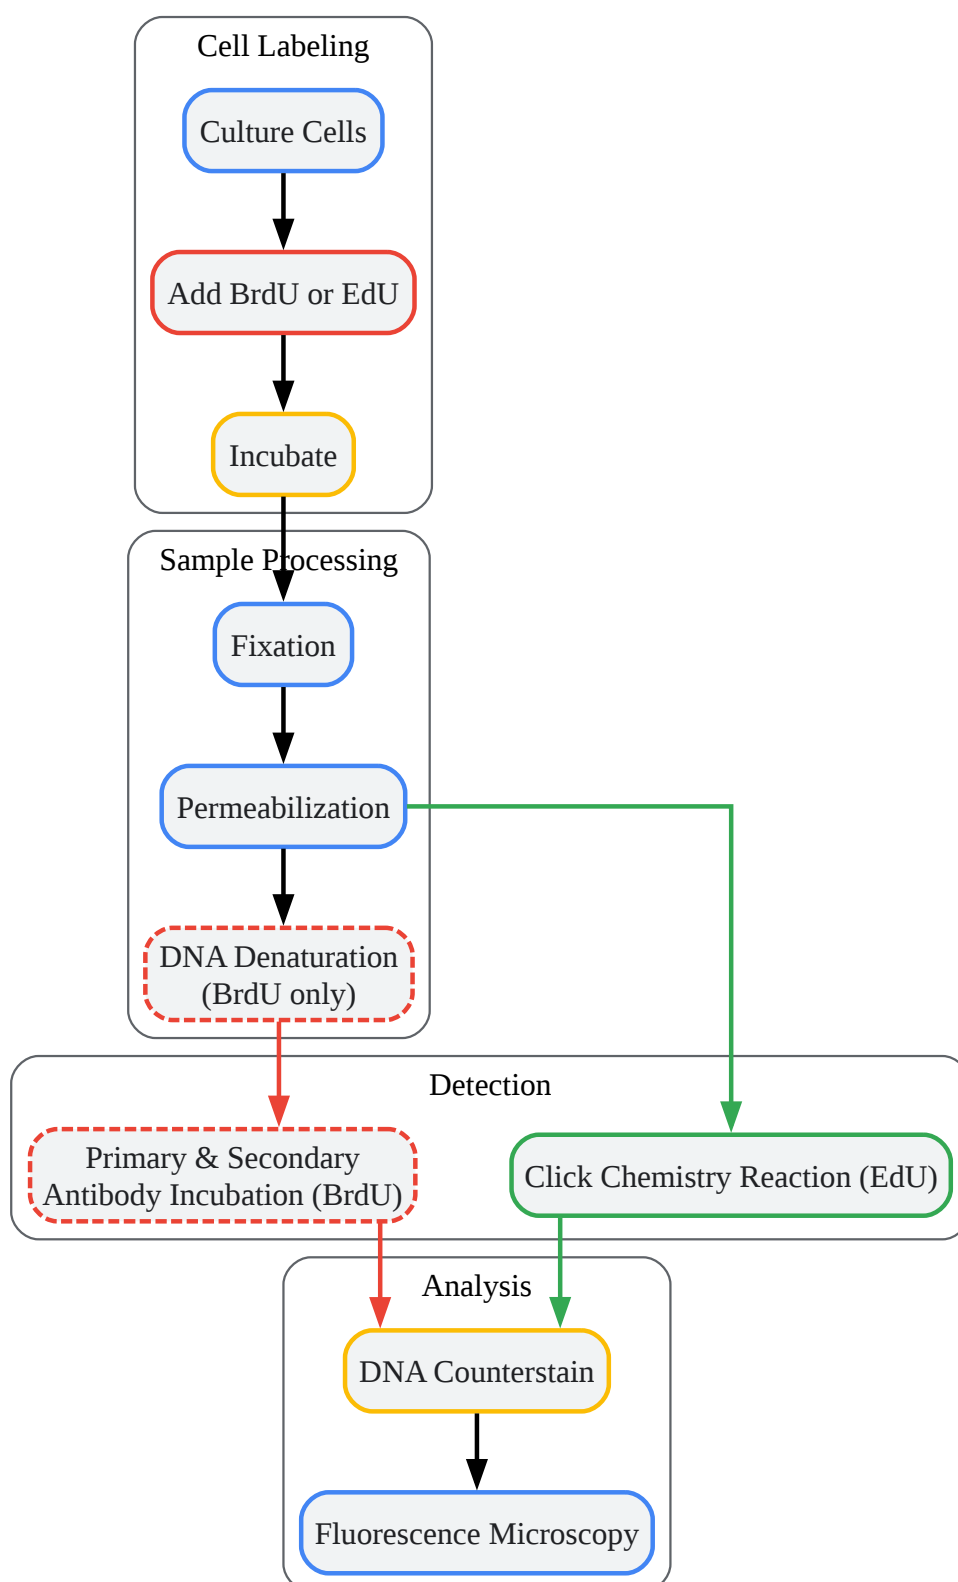 Cell Labeling
Culture Cells
Add BrdU or EdU
Incubate
Sample Processing
Fixation
Permeabilization
DNA Denaturation
(BrdU only)
Detection
Primary & Secondary
Antibody Incubation (BrdU)
Click Chemistry Reaction (EdU)
Analysis
DNA Counterstain
Fluorescence Microscopy